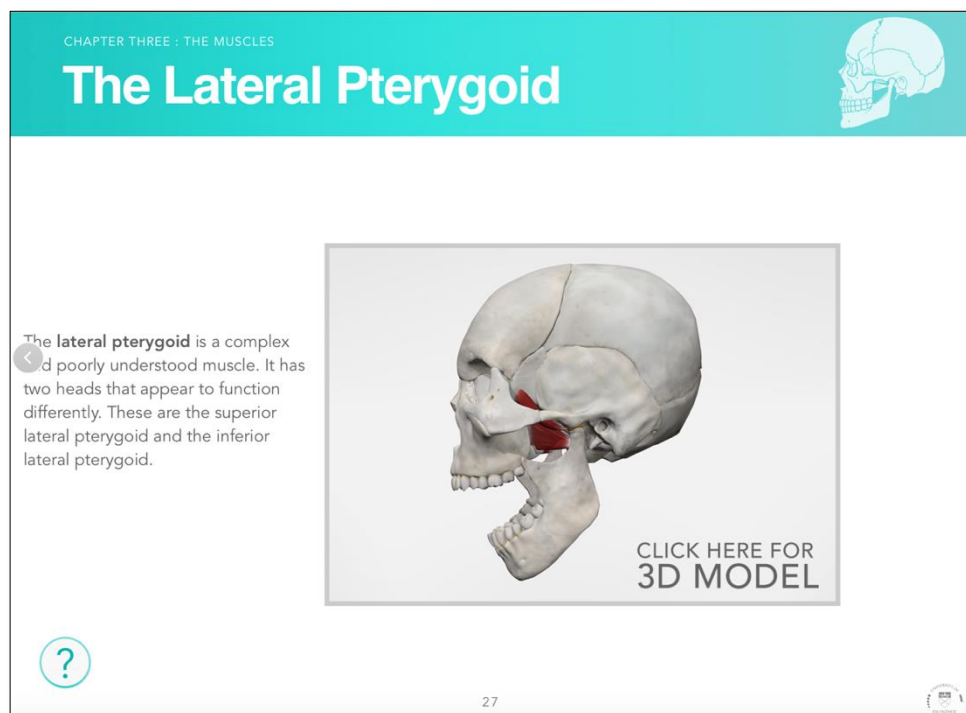 CHAPTER THREE : THE MUSCLES
The Lateral Pterygoid
The lateral pterygoid is a complex
d poorly understood muscle. It has
two heads that appear to function
differently. These are the superior
lateral pterygoid and the inferior
lateral pterygoid.
CLICK HERE FOR
3D MODEL
?
27